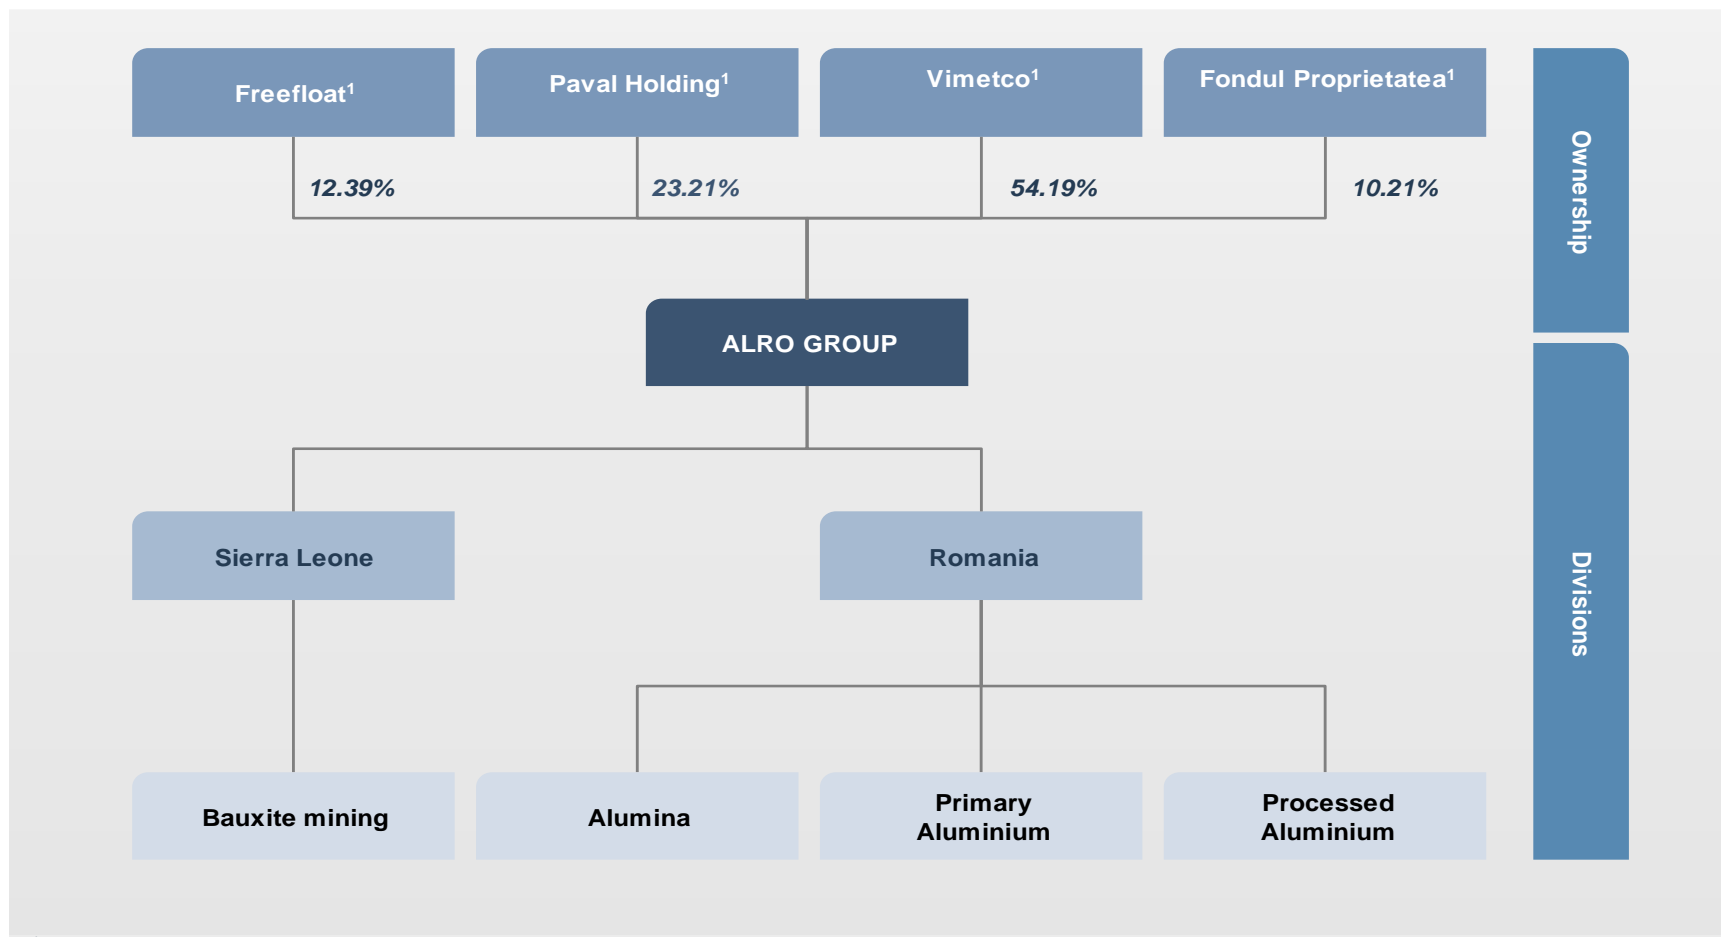 Freefloat¹
Paval Holding¹
Vimetco¹
Fondul Proprietatea¹
12.39%
23.21%
54.19%
10.21%
Ownership
ALRO GROUP
Sierra Leone
Romania
Divisions
Bauxite mining
Alumina
Primary
Aluminium
Processed
Aluminium